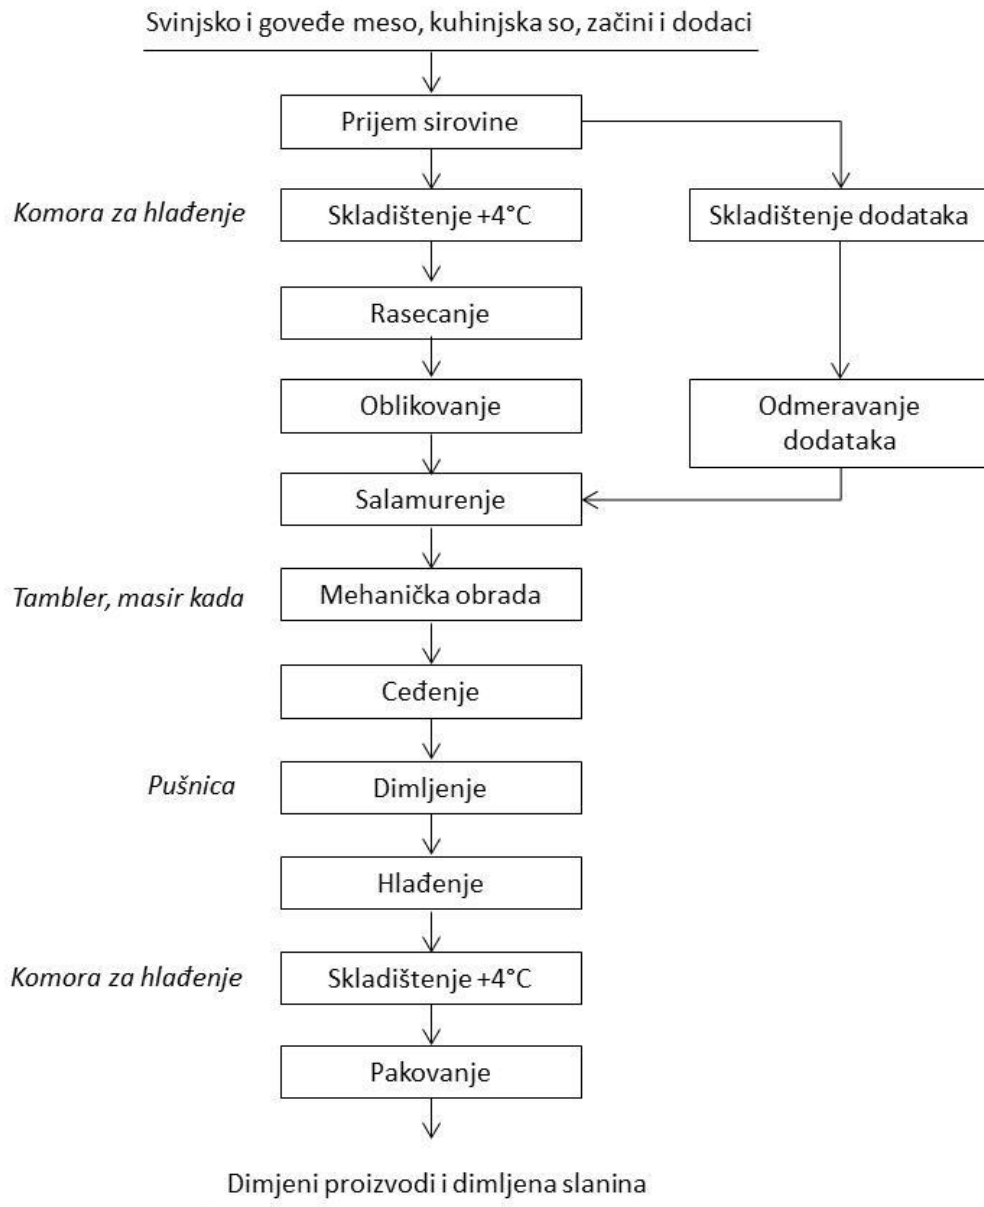 Svinjsko i goveđe meso, kuhinjska so, začini i dodaci
Prijem sirovine
Komora za hlađenje
Skladištenje +4°C
Skladištenje dodataka
Rasecanje
Oblikovanje
Odmeravanje
dodataka
Salamurenje
Tambler, masir kada
Mehanička obrada
Ceđenje
Pušnica
Dimljenje
Hlađenje
Komora za hlađenje
Skladištenje +4°C
Pakovanje
Dimjeni proizvodi i dimljena slanina